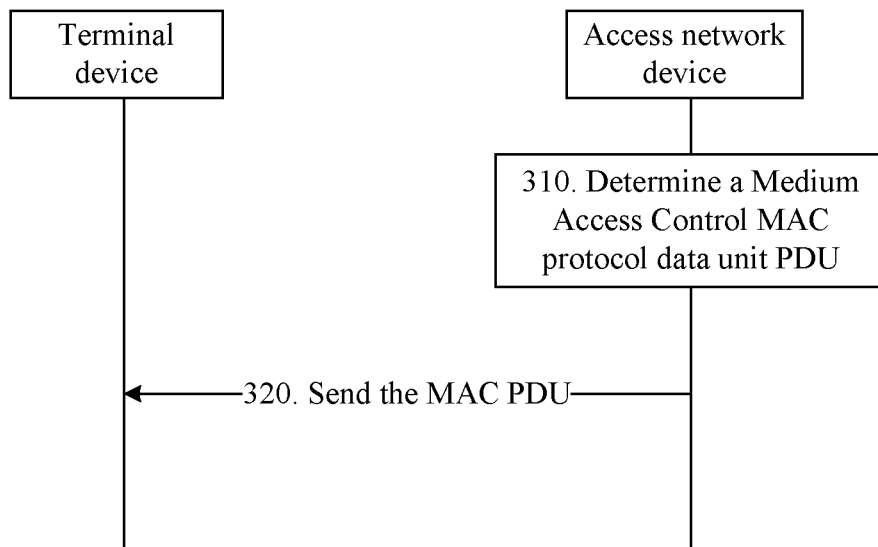 Terminal
device
Access network
device
310. Determine a Medium
Access Control MAC
protocol data unit PDU
320. Send the MAC PDU